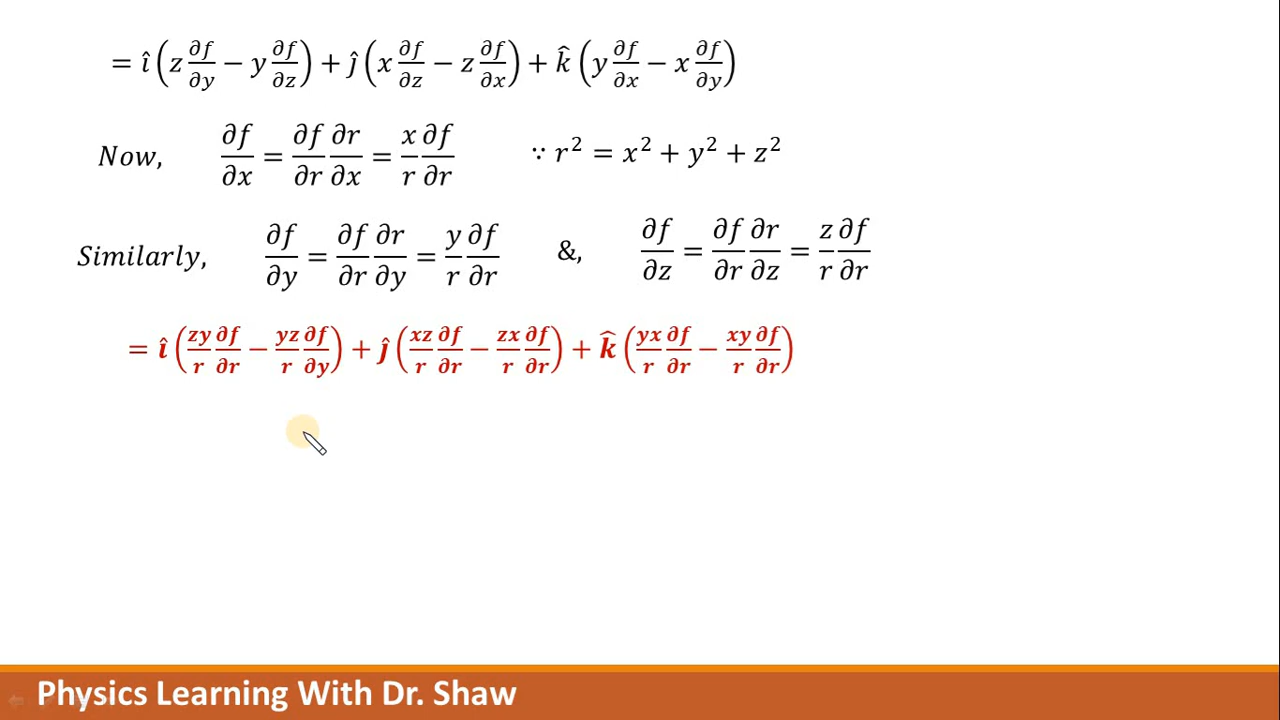 = î (z ∂f/∂y − y ∂f/∂z) + ĵ (x ∂f/∂z − z ∂f/∂x) + k̂ (y ∂f/∂x − x ∂f/∂y)
Now, ∂f/∂x = ∂f/∂r ∂r/∂x = x/r ∂f/∂r ∵ r² = x² + y² + z²
Similarly, ∂f/∂y = ∂f/∂r ∂r/∂y = y/r ∂f/∂r &, ∂f/∂z = ∂f/∂r ∂r/∂z = z/r ∂f/∂r
= î (zy/r ∂f/∂r − yz/r ∂f/∂y) + ĵ (xz/r ∂f/∂r − zx/r ∂f/∂r) + k̂ (yx/r ∂f/∂r − xy/r ∂f/∂r)
Physics Learning With Dr. Shaw